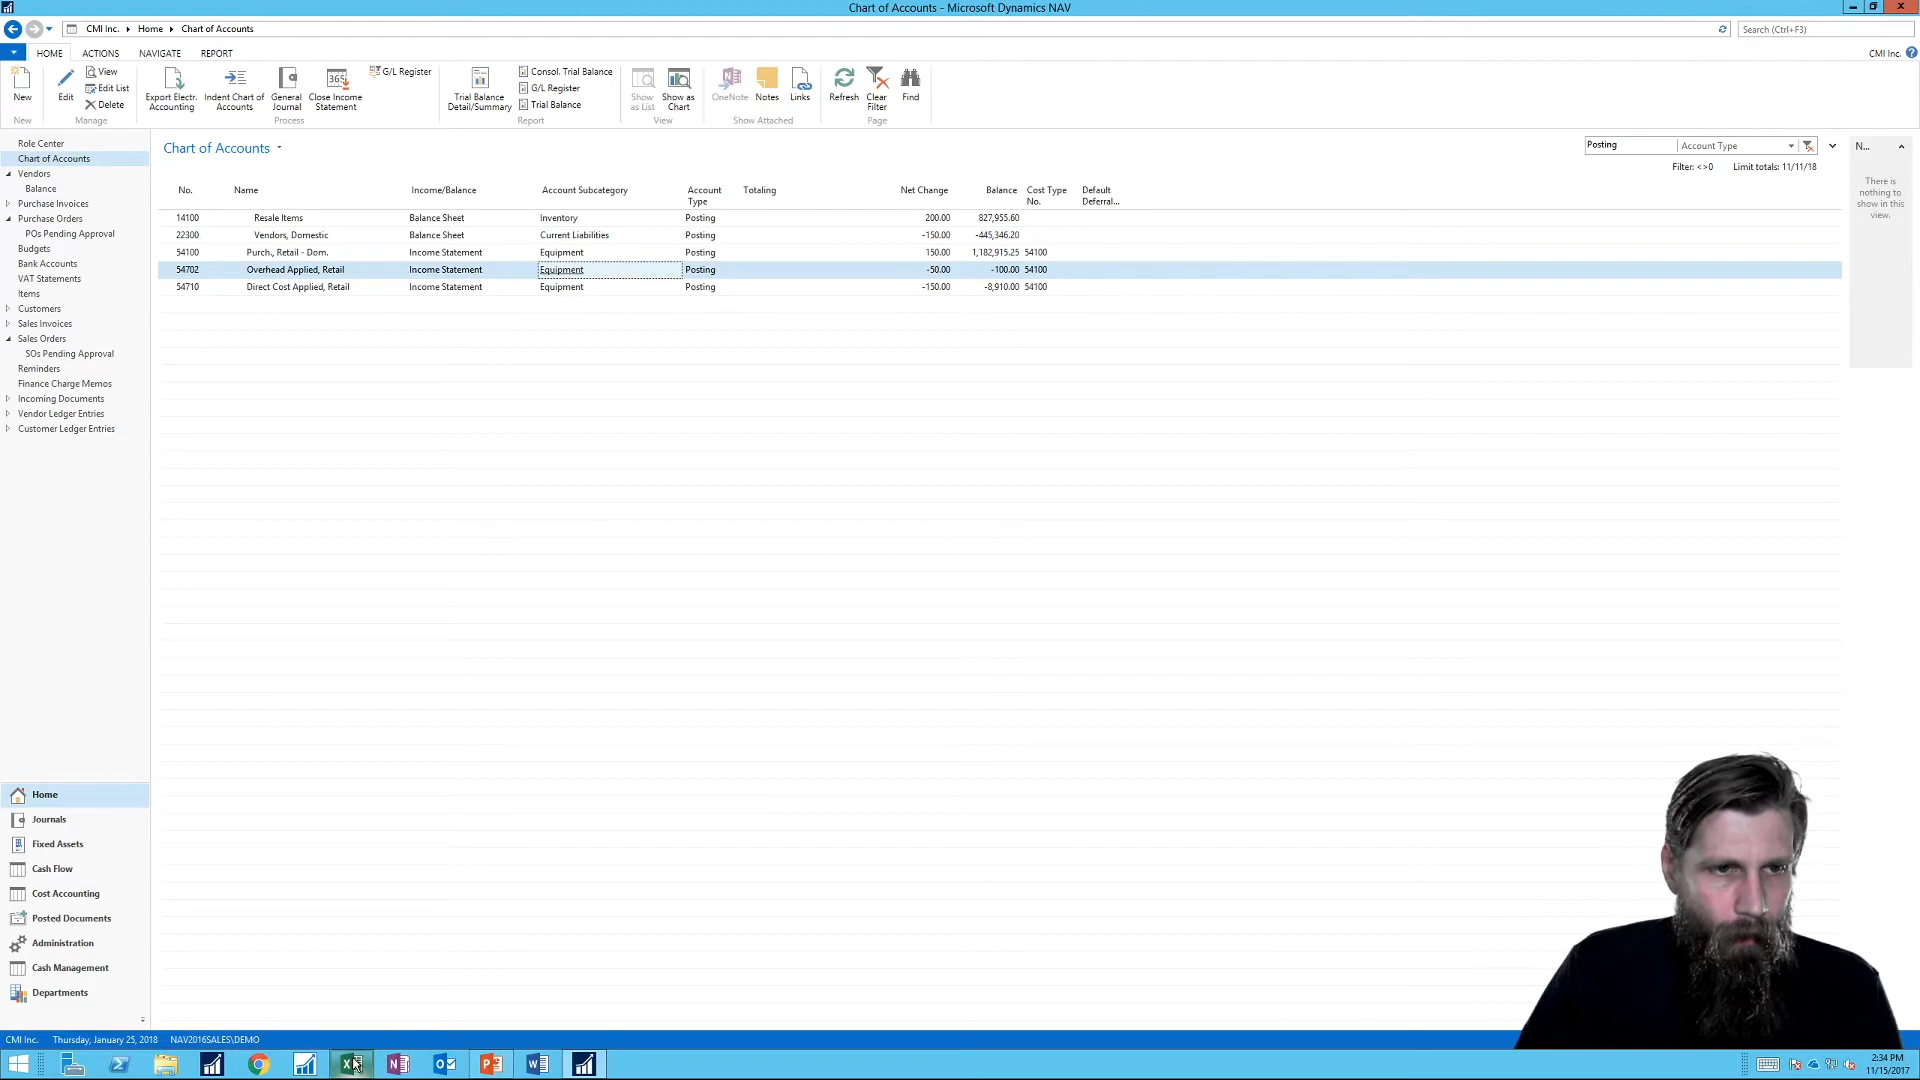 Chart of Accounts - Microsoft Dynamics NAV
CMI Inc. Home Chart of Accounts Search (Ctrl+F3)
HOME ACTIONS NAVIGATE REPORT CMI Inc.
New Edit View Edit List Delete Export Electr. Accounting Indent Chart of Accounts General Journal 365 Close Income Statement G/L Register Trial Balance Detail/Summary Consol. Trial Balance G/L Register Trial Balance Show as List Show as Chart OneNote Notes Links Refresh Clear Filter Find
New Manage Process Report View Show Attached Page
Role Center
Chart of Accounts
Vendors
Balance
Purchase Invoices
Purchase Orders
POs Pending Approval
Budgets
Bank Accounts
VAT Statements
Items
Customers
Sales Invoices
Sales Orders
SOs Pending Approval
Reminders
Finance Charge Memos
Incoming Documents
Vendor Ledger Entries
Customer Ledger Entries
Chart of Accounts Posting Account Type
Filter: <>0 Limit totals: 11/11/18
No. Name Income/Balance Account Subcategory Account Type Totaling Net Change Balance Cost Type No. Default Deferral...
14100 Resale Items Balance Sheet Inventory Posting 200.00 827,955.60
22300 Vendors, Domestic Balance Sheet Current Liabilities Posting -150.00 -445,346.20
54100 Purch., Retail - Dom. Income Statement Equipment Posting 150.00 1,182,915.25 54100
54702 Overhead Applied, Retail Income Statement Equipment Posting -50.00 -100.00 54100
54710 Direct Cost Applied, Retail Income Statement Equipment Posting -150.00 -8,910.00 54100
N...
There is
nothing to
show in this
view.
Home
Journals
Fixed Assets
Cash Flow
Cost Accounting
Posted Documents
Administration
Cash Management
Departments
CMI Inc. Thursday, January 25, 2018 NAV2016SALES\DEMO
2:34 PM
11/15/2017